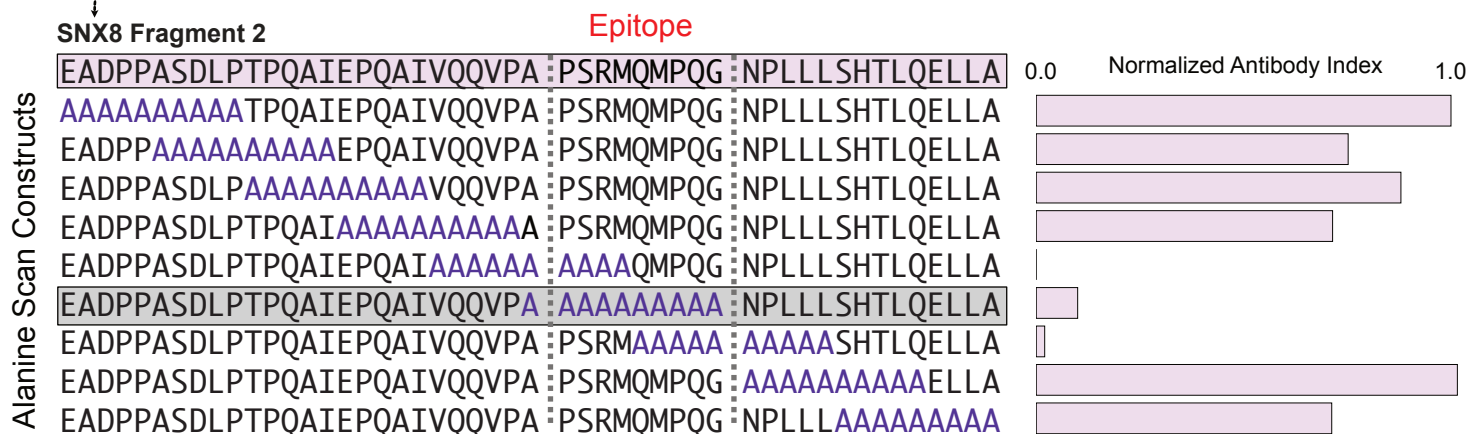 SNX8 Fragment 2
Epitope
EADPPASDLPTPQAIEPQAIVQQVPA PSRMQMPQG NPLLLSHTLQELLA
0.0 Normalized Antibody Index 1.0
Alanine Scan Constructs
AAAAAAAAAATPQAIEPQAIVQQVPA PSRMQMPQG NPLLLSHTLQELLA
EADPPAAAAAAAAAAEPQAIVQQVPA PSRMQMPQG NPLLLSHTLQELLA
EADPPASDLPAAAAAAAAAAVQQVPA PSRMQMPQG NPLLLSHTLQELLA
EADPPASDLPTPQAIAAAAAAAAAAA PSRMQMPQG NPLLLSHTLQELLA
EADPPASDLPTPQAIEPQAIAAAAAA AAAAQMPQG NPLLLSHTLQELLA
EADPPASDLPTPQAIEPQAIVQQVPA AAAAAAAAA NPLLLSHTLQELLA
EADPPASDLPTPQAIEPQAIVQQVPA PSRMAAAAA AAAAASHTLQELLA
EADPPASDLPTPQAIEPQAIVQQVPA PSRMQMPQG AAAAAAAAAAELLA
EADPPASDLPTPQAIEPQAIVQQVPA PSRMQMPQG NPLLLAAAAAAAAA